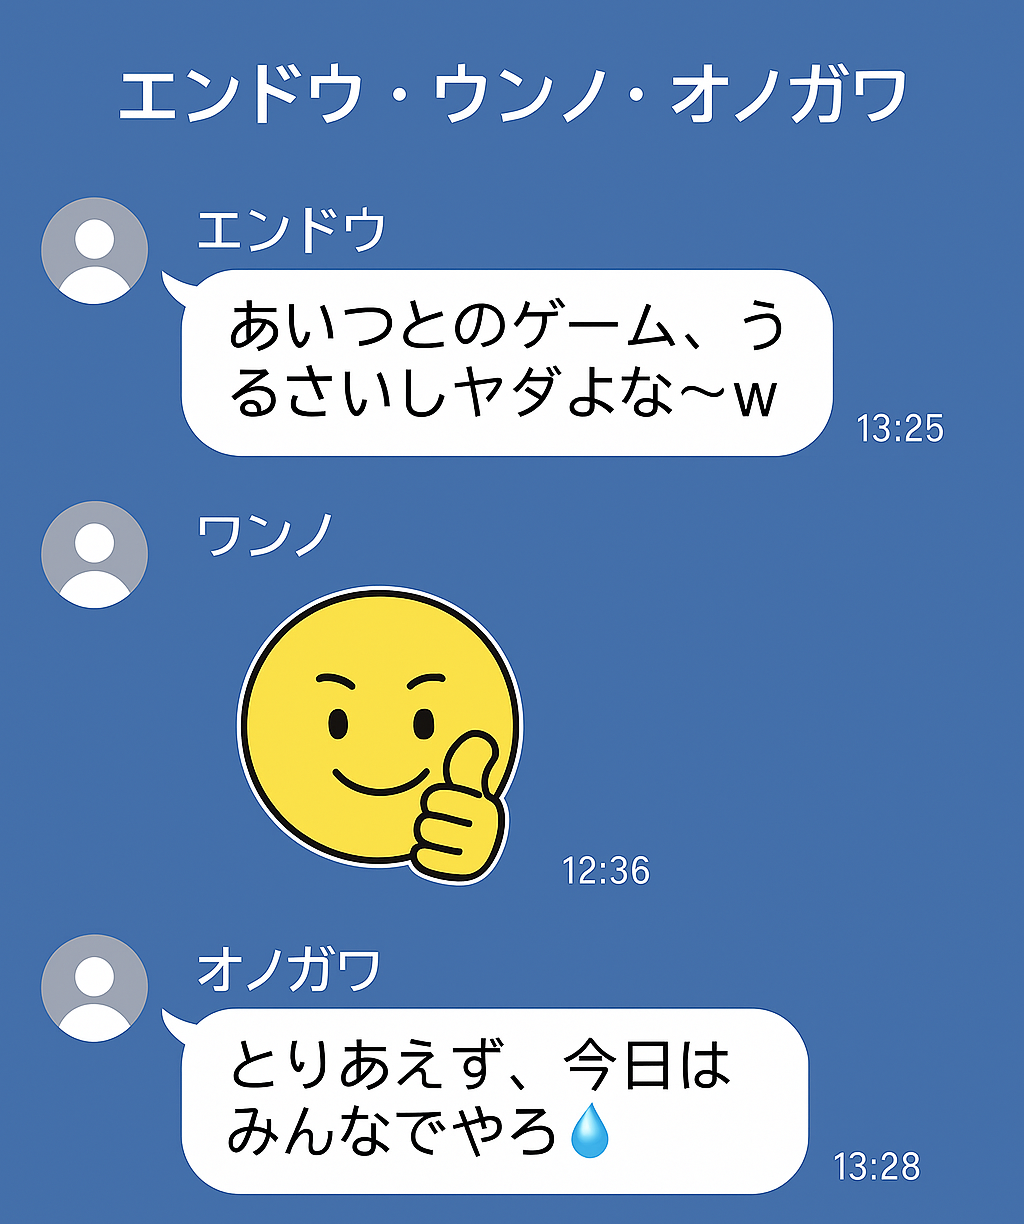 エンドウ・ウンノ・オノガワ
エンドウ
あいつとのゲーム、う
るさいしヤダよな〜w
13:25
ワンノ
12:36
オノガワ
とりあえず、今日は
みんなでやろ💧
13:28